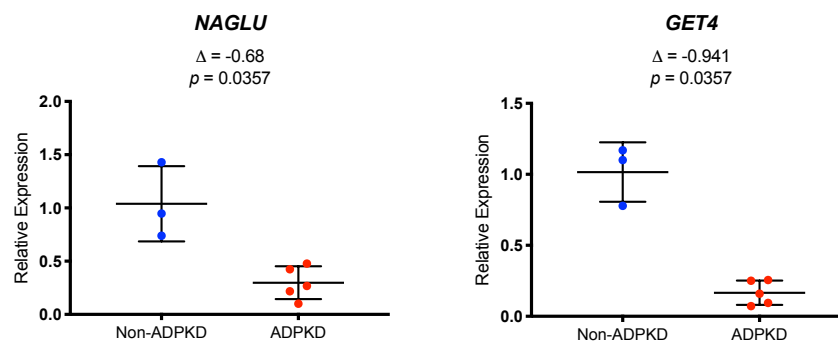 NAGLU
Δ = -0.68
p = 0.0357
2.0
1.5
1.0
0.5
0.0
Relative Expression
Non-ADPKD
ADPKD
GET4
Δ = -0.941
p = 0.0357
1.5
1.0
0.5
0.0
Relative Expression
Non-ADPKD
ADPKD